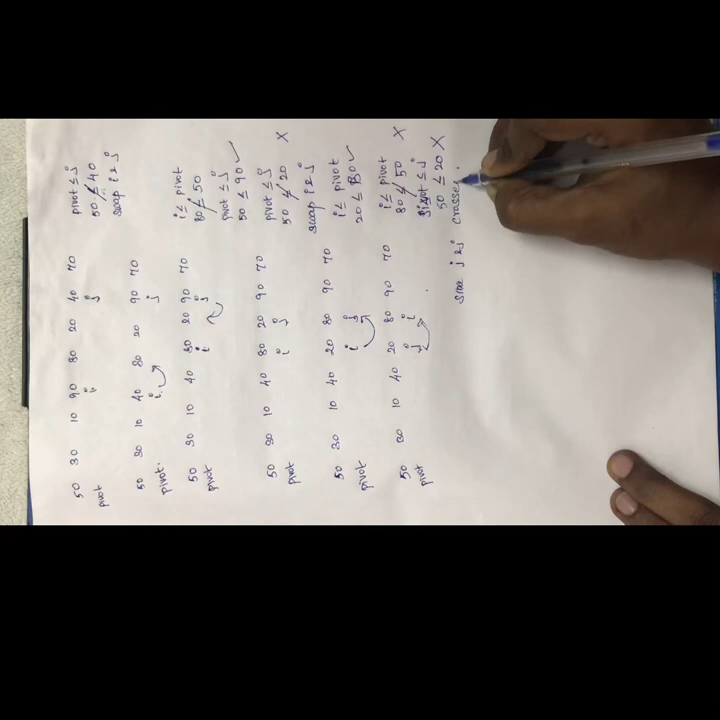 50 30 10 90 80 20 40 70 pivot ≤ j
pivot i j 50 ≤ 40
swap i & j
50 30 10 40 80 20 90 70
pivot. i j
i ≤ pivot
50 30 10 40 80 20 90 70 80 ≤ 50
pivot i j pivot ≤ j
50 ≤ 90 ✓
pivot ≤ j
50 30 10 40 80 20 90 70 50 ≤ 20 X
pivot i j
swap i & j
50 30 10 40 20 80 90 70 i ≤ pivot
pivot i j 20 ≤ 50 ✓
i ≤ pivot
50 30 10 40 20 80 90 70 80 ≤ 50 X
pivot j i pivot ≤ j
50 ≤ 20 X
since j & i crosses